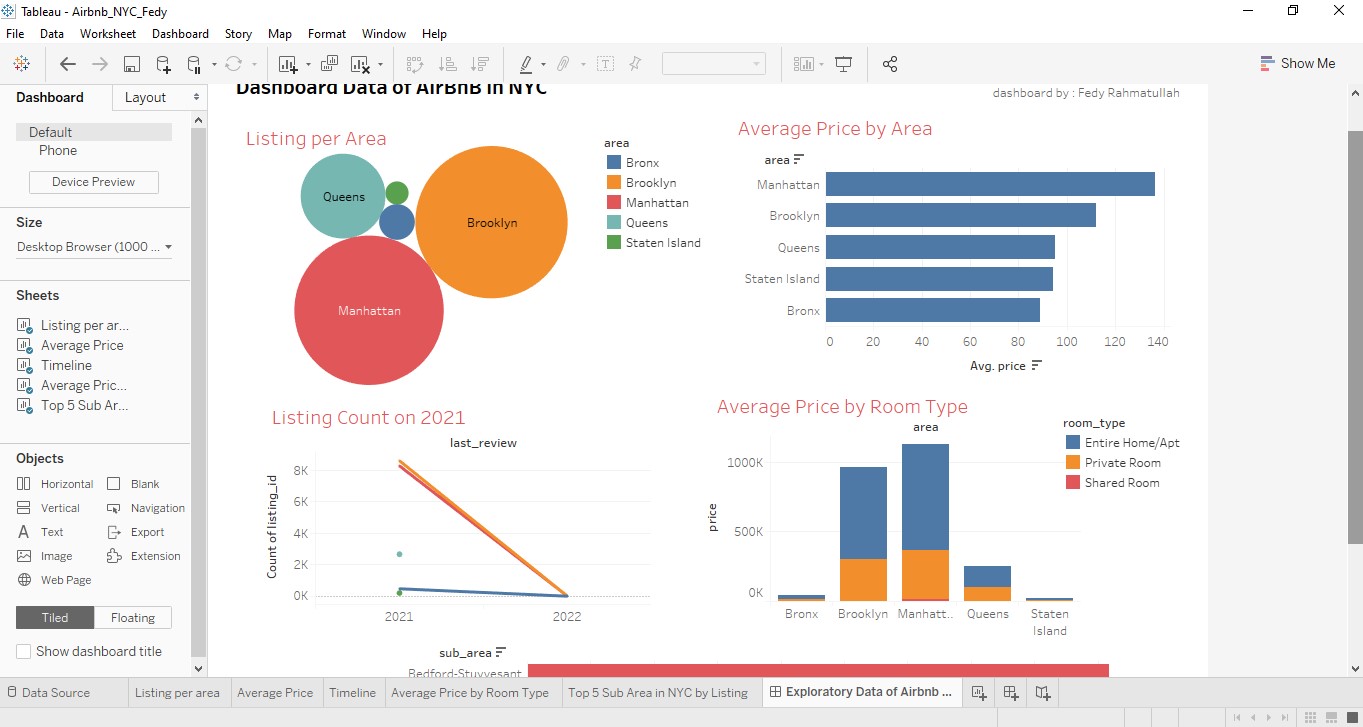 Tableau - Airbnb_NYC_Fedy
File Data Worksheet Dashboard Story Map Format Window Help
Show Me
Dashboard Layout
Default
Phone
Device Preview
Size
Desktop Browser (1000 ...
Sheets
Listing per ar...
Average Price
Timeline
Average Pric...
Top 5 Sub Ar...
Objects
Horizontal Blank
Vertical Navigation
A Text Export
Image Extension
Web Page
Tiled Floating
Show dashboard title
Dashboard Data of AirBnB in NYC
dashboard by : Fedy Rahmatullah
Listing per Area
Queens
Brooklyn
Manhattan
area
Bronx
Brooklyn
Manhattan
Queens
Staten Island
Average Price by Area
area
Manhattan
Brooklyn
Queens
Staten Island
Bronx
0 20 40 60 80 100 120 140
Avg. price
Listing Count on 2021
last_review
Count of listing_id
8K
6K
4K
2K
0K
2021 2022
Average Price by Room Type
area
price
1000K
500K
0K
Bronx Brooklyn Manhatt.. Queens Staten
Island
room_type
Entire Home/Apt
Private Room
Shared Room
sub_area
Bedford-Stuyvesant
Data Source Listing per area Average Price Timeline Average Price by Room Type Top 5 Sub Area in NYC by Listing Exploratory Data of Airbnb ...